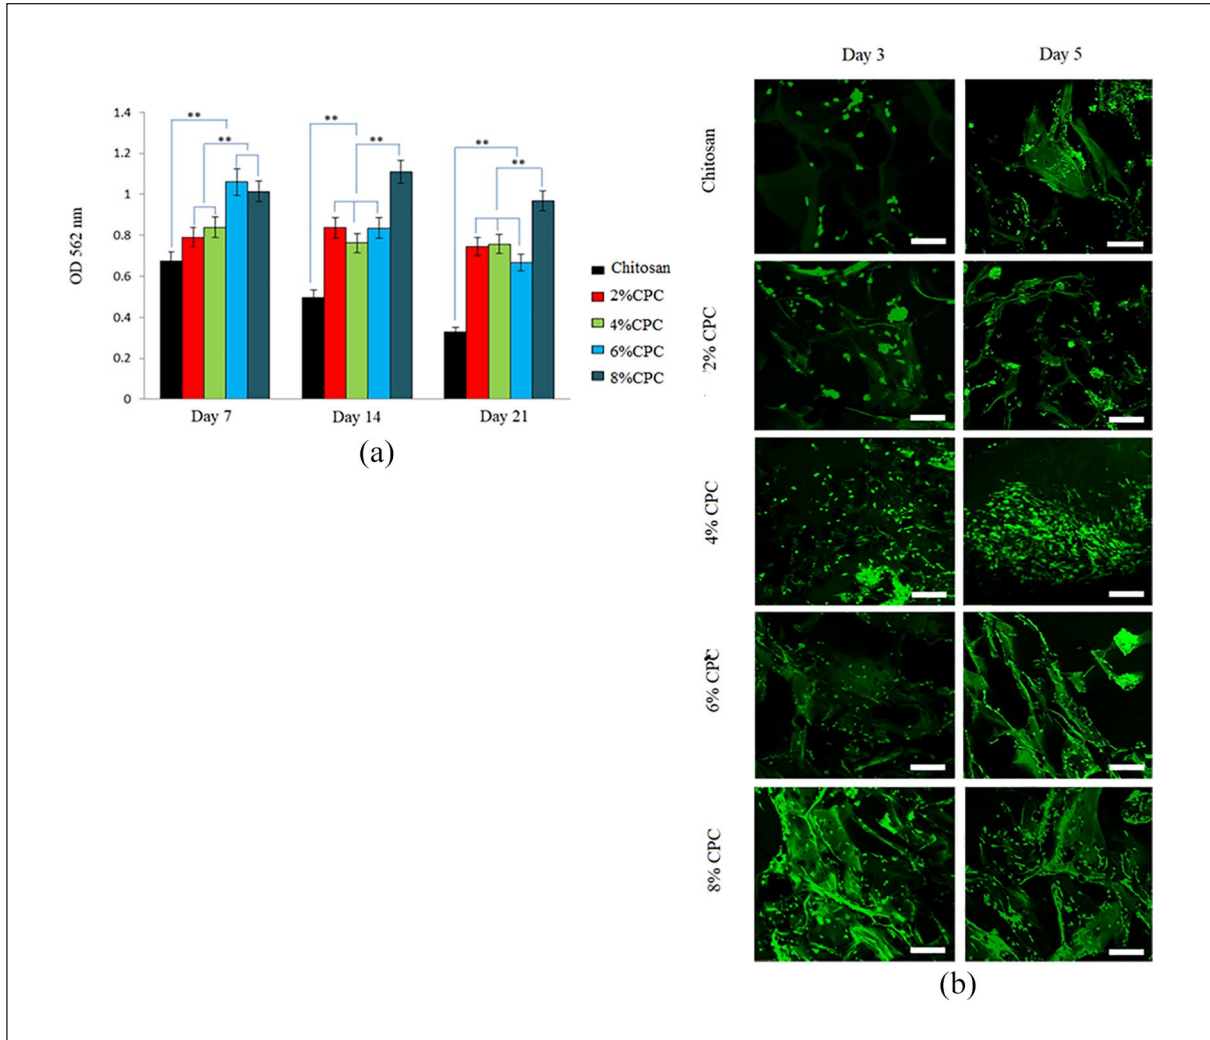 Day 3
Day 5
**
**
**
**
**
**
1.4
1.2
1
0.8
0.6
0.4
0.2
0
OD 562 nm
Day 7
Day 14
Day 21
Chitosan
2%CPC
4%CPC
6%CPC
8%CPC
(a)
Chitosan
2% CPC
4% CPC
6% CPC
8% CPC
(b)